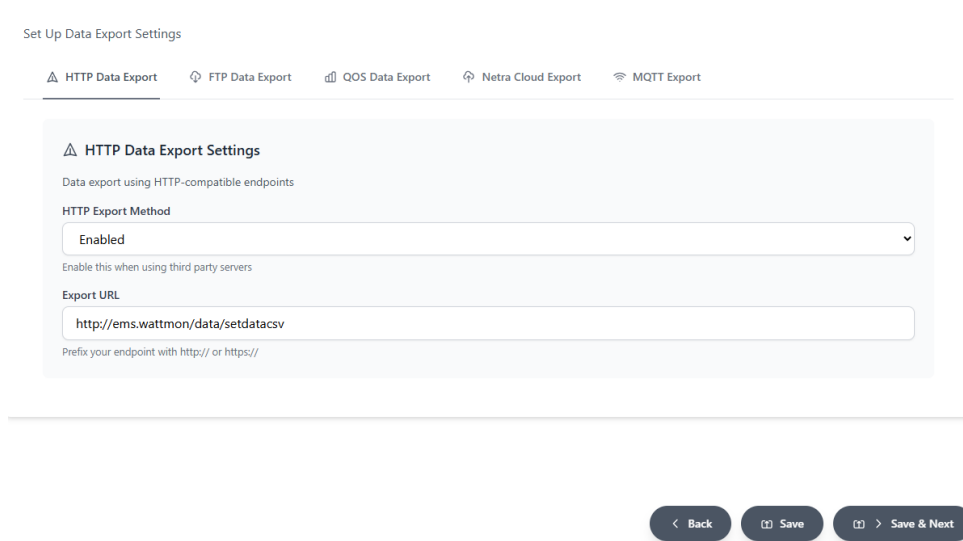 Set Up Data Export Settings
HTTP Data Export
FTP Data Export
QOS Data Export
Netra Cloud Export
MQTT Export
HTTP Data Export Settings
Data export using HTTP-compatible endpoints
HTTP Export Method
Enabled
Enable this when using third party servers
Export URL
http://ems.wattmon/data/setdatacsv
Prefix your endpoint with http:// or https://
Back
Save
Save & Next